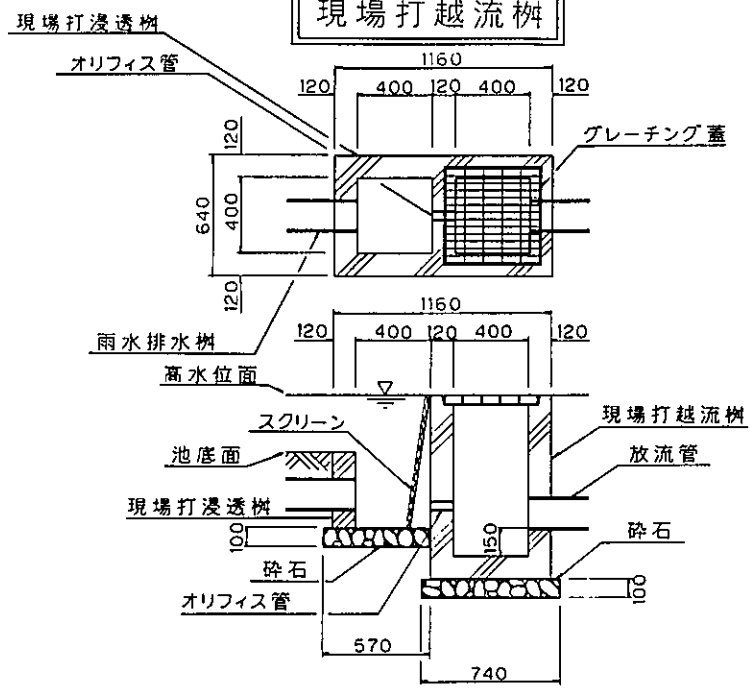 現場打越流桝
現場打浸透桝
オリフィス管
1160
120 400 120 400 120
グレーチング蓋
120
640
400
120
雨水排水桝
1160
120 400 120 400 120
高水位面
スクリーン
現場打越流桝
池底面
放流管
現場打浸透桝
100
150
砕石
砕石
オリフィス管
100
570
740